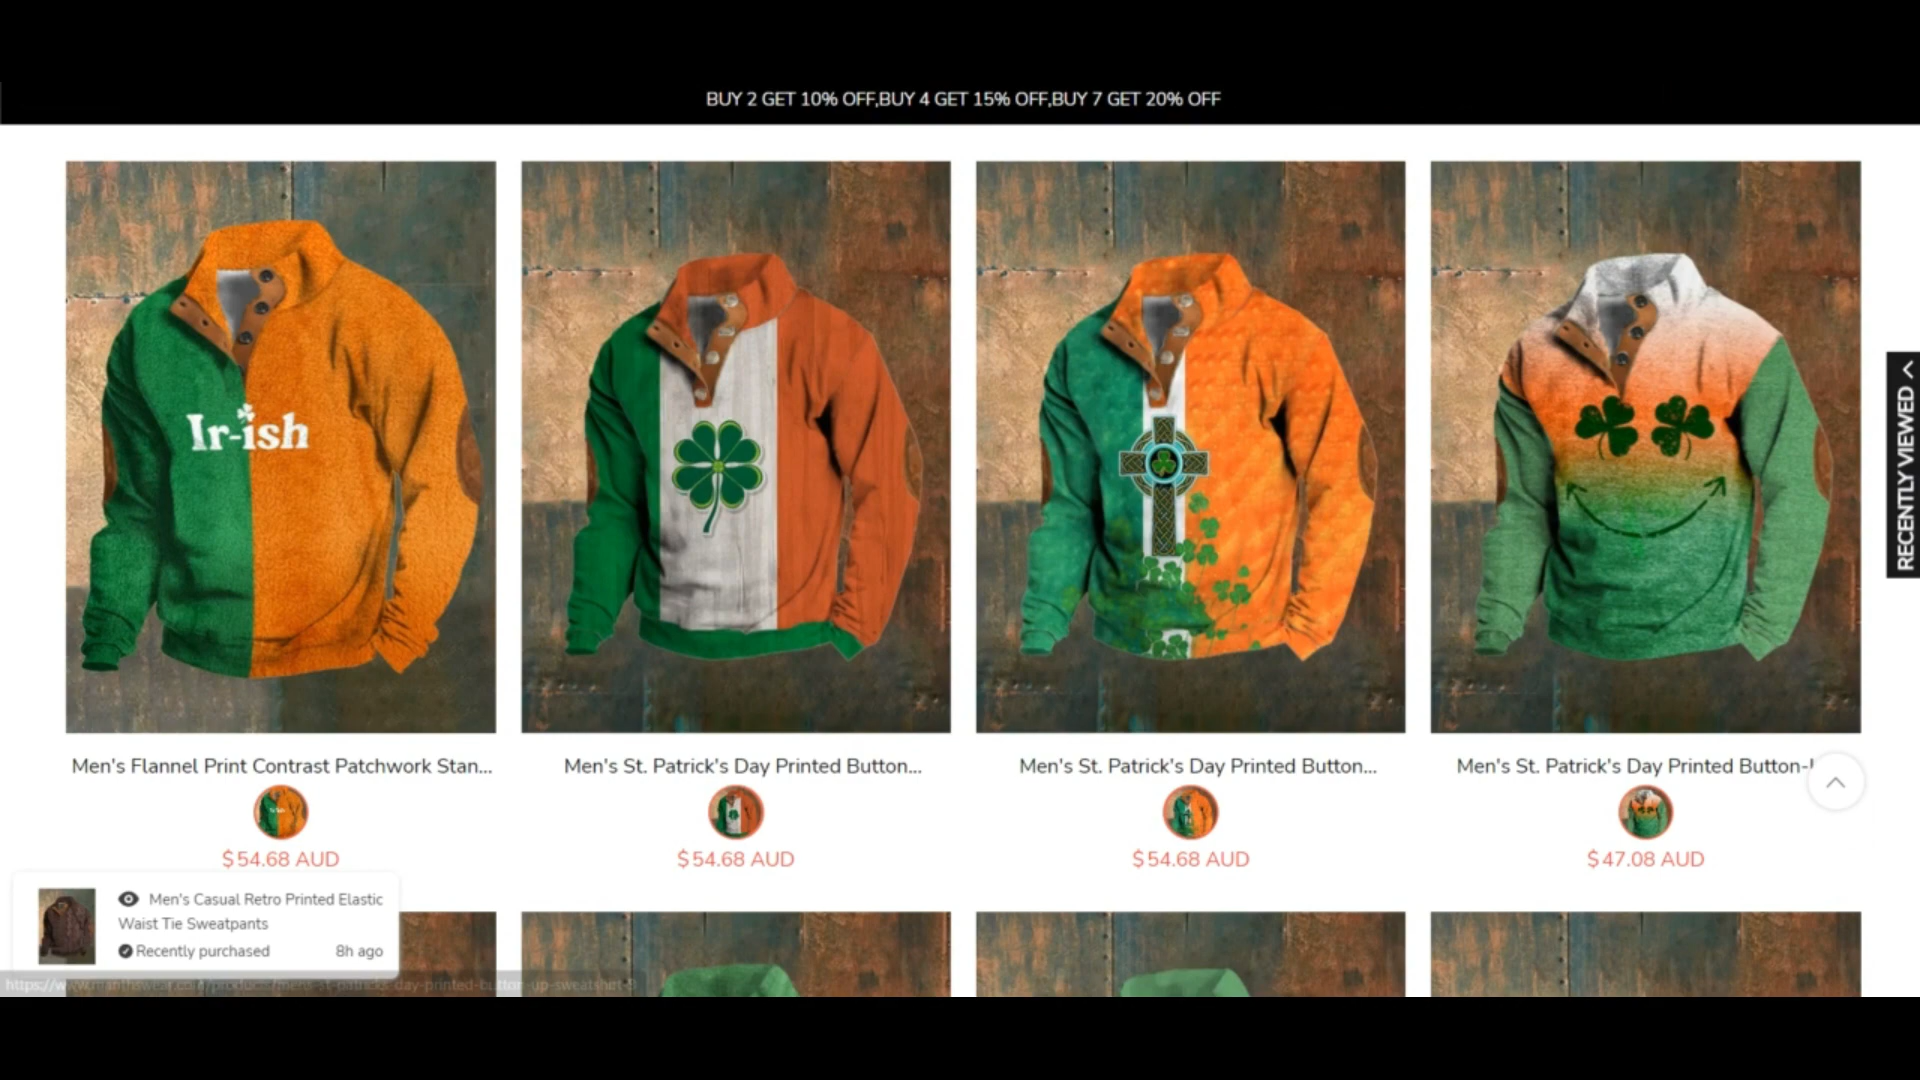 BUY 2 GET 10% OFF,BUY 4 GET 15% OFF,BUY 7 GET 20% OFF
Ir-ish
RECENTLY VIEWED
Men's Flannel Print Contrast Patchwork Stan...
Men's St. Patrick's Day Printed Button...
Men's St. Patrick's Day Printed Button...
Men's St. Patrick's Day Printed Button-
$54.68 AUD
$54.68 AUD
$54.68 AUD
$47.08 AUD
Men's Casual Retro Printed Elastic
Waist Tie Sweatpants
Recently purchased
8h ago